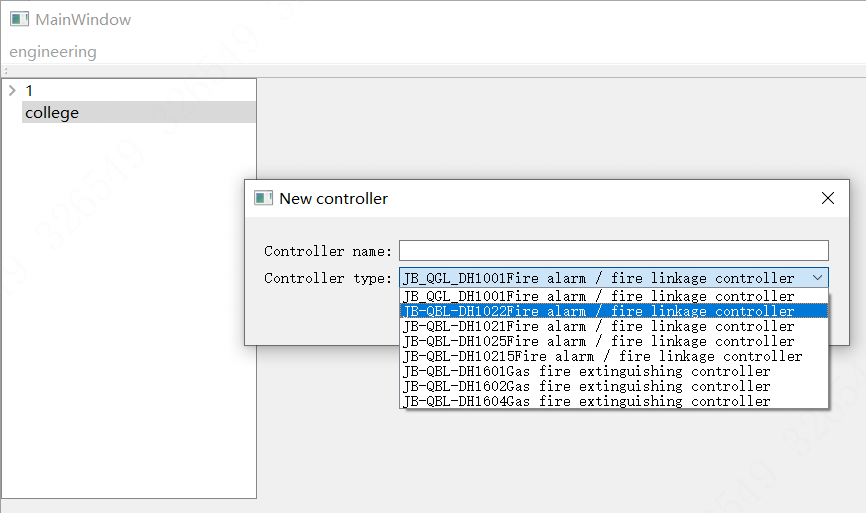 MainWindow
engineering
1
college
New controller
Controller name:
Controller type: JB_QGL_DH1001Fire alarm / fire linkage controller
JB_QGL_DH1001Fire alarm / fire linkage controller
JB-QBL-DH1022Fire alarm / fire linkage controller
JB-QBL-DH1021Fire alarm / fire linkage controller
JB-QBL-DH1025Fire alarm / fire linkage controller
JB-QBL-DH10215Fire alarm / fire linkage controller
JB-QBL-DH1601Gas fire extinguishing controller
JB-QBL-DH1602Gas fire extinguishing controller
JB-QBL-DH1604Gas fire extinguishing controller
326519